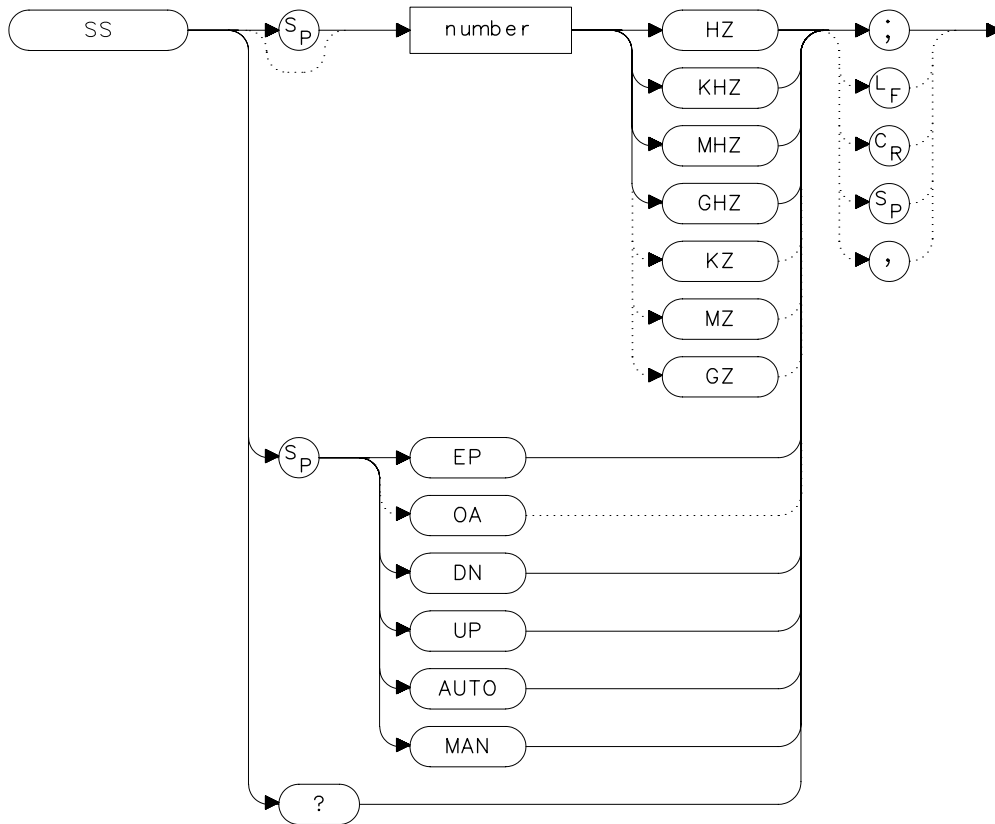 SS SP number HZ ;
KHZ LF
MHZ CR
GHZ SP
KZ ,
MZ
GZ
SP EP
OA
DN
UP
AUTO
MAN
?